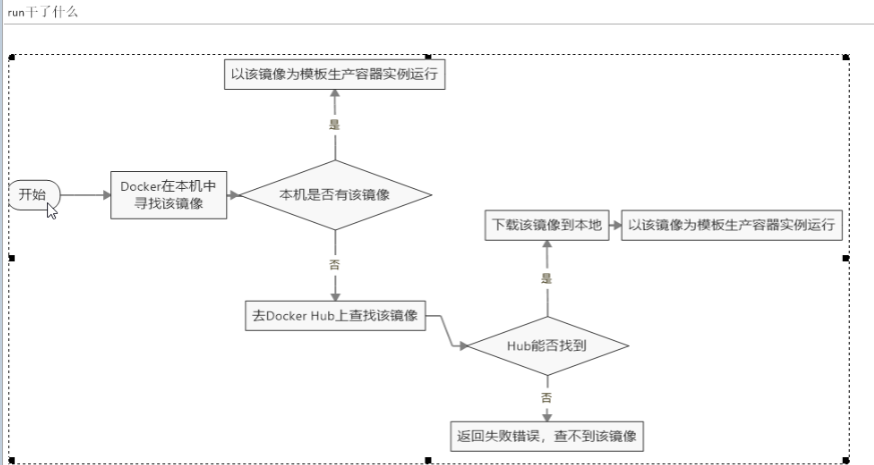 run干了什么
以该镜像为模板生产容器实例运行
是
开始
Docker在本机中
寻找该镜像
本机是否有该镜像
否
下载该镜像到本地
以该镜像为模板生产容器实例运行
是
去Docker Hub上查找该镜像
Hub能否找到
否
返回失败错误，查不到该镜像